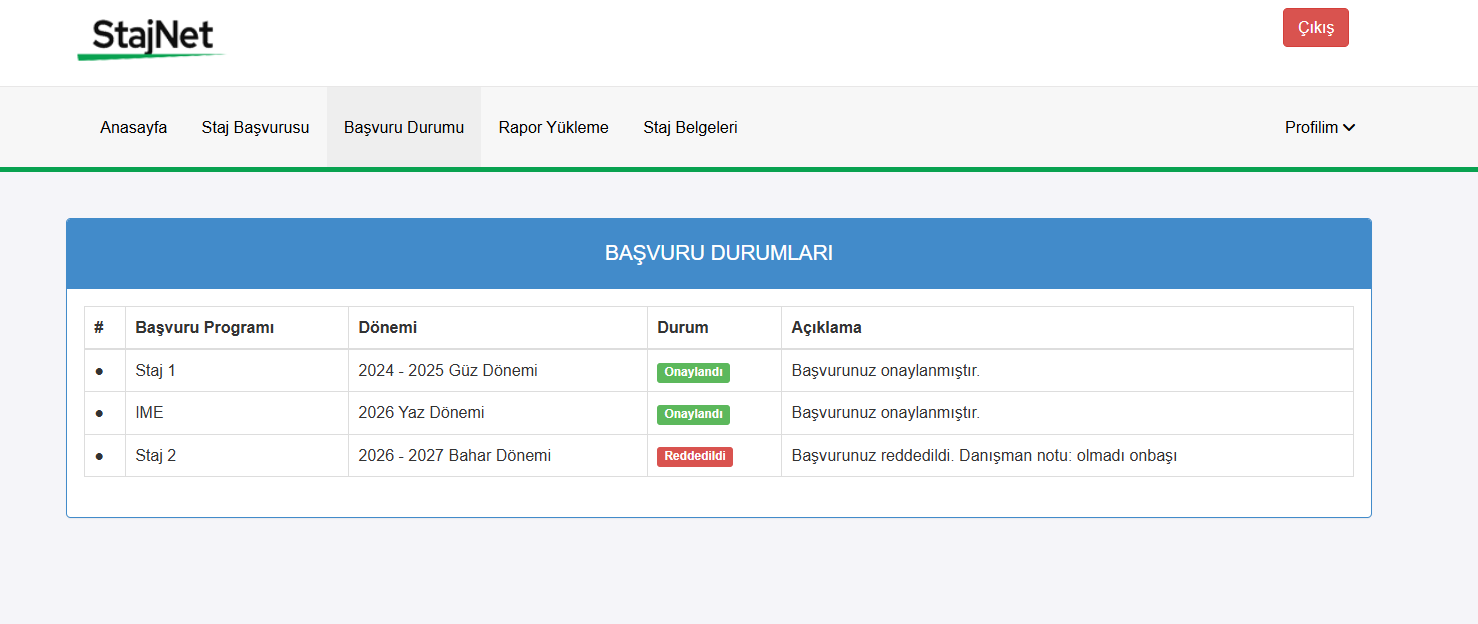 StajNet
Çıkış
Anasayfa Staj Başvurusu Başvuru Durumu Rapor Yükleme Staj Belgeleri Profilim
BAŞVURU DURUMLARI
# Başvuru Programı Dönemi Durum Açıklama
● Staj 1 2024 - 2025 Güz Dönemi Onaylandı Başvurunuz onaylanmıştır.
● IME 2026 Yaz Dönemi Onaylandı Başvurunuz onaylanmıştır.
● Staj 2 2026 - 2027 Bahar Dönemi Reddedildi Başvurunuz reddedildi. Danışman notu: olmadı onbaşı